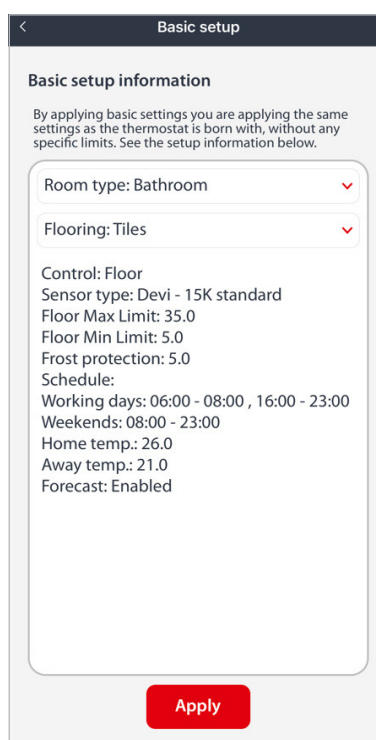 Basic setup
Basic setup information
By applying basic settings you are applying the same
settings as the thermostat is born with, without any
specific limits. See the setup information below.
Room type: Bathroom
Flooring: Tiles
Control: Floor
Sensor type: Devi - 15K standard
Floor Max Limit: 35.0
Floor Min Limit: 5.0
Frost protection: 5.0
Schedule:
Working days: 06:00 - 08:00 , 16:00 - 23:00
Weekends: 08:00 - 23:00
Home temp.: 26.0
Away temp.: 21.0
Forecast: Enabled
Apply